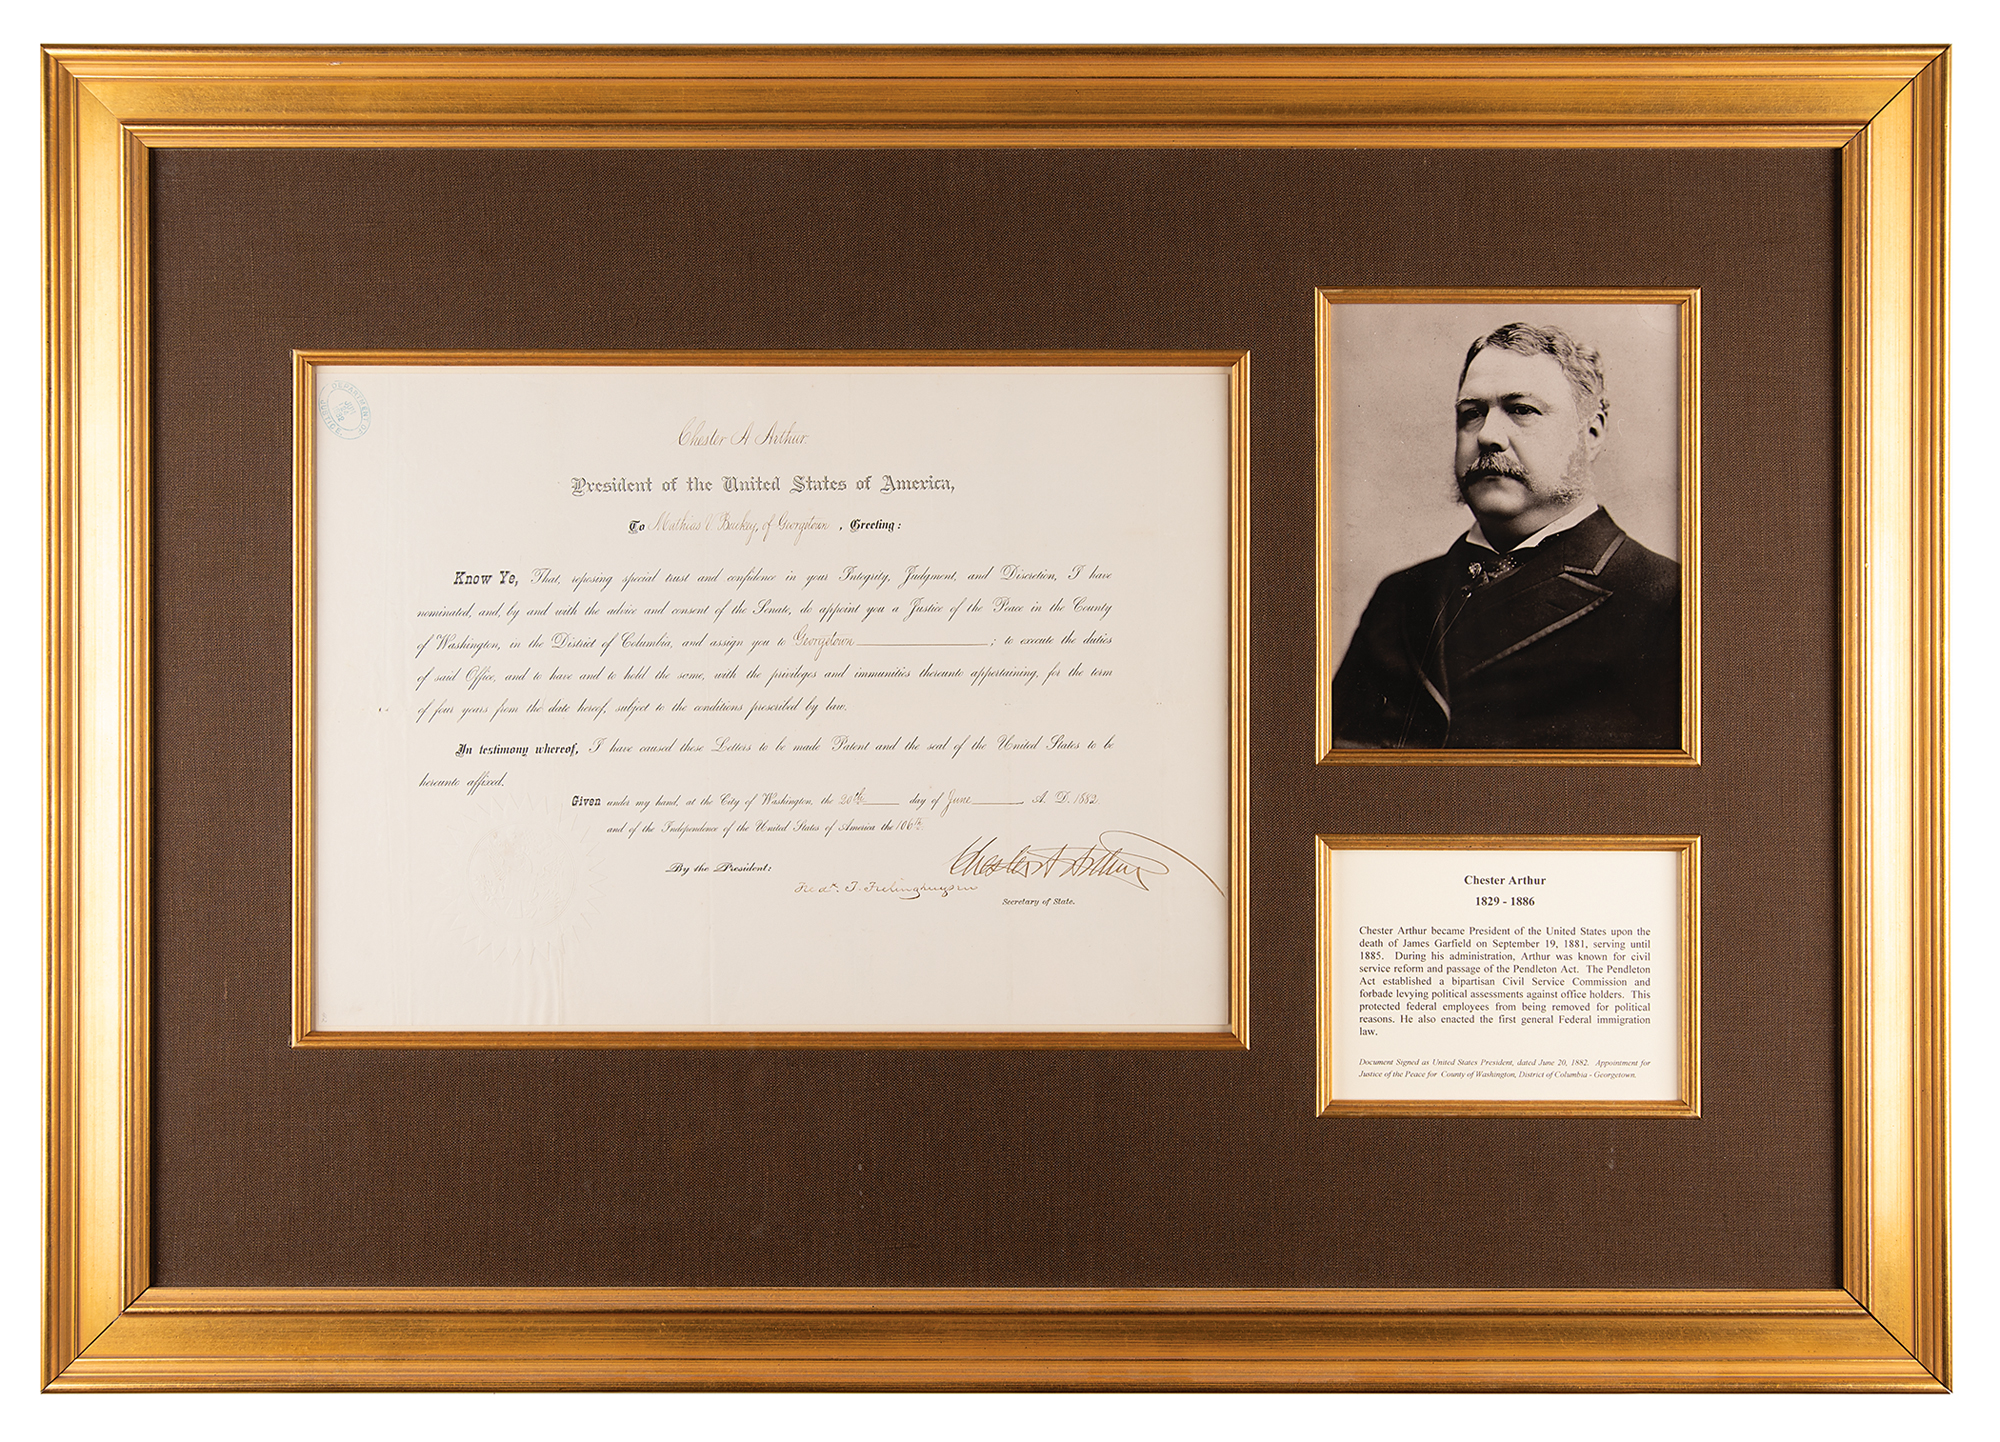 DEPARTMENT OF JUSTICE.
1882
Chester A Arthur
President of the United States of America,
To Mathias V. Buckey, of Georgetown, Greeting:
Know Ye, That, reposing special trust and confidence in your Integrity, Judgment, and Discretion, I have
nominated, and, by and with the advice and consent of the Senate, do appoint you a Justice of the Peace in the County
of Washington, in the District of Columbia, and assign you to Georgetown ; to execute the duties
of said Office, and to have and to hold the same, with the privileges and immunities thereunto appertaining, for the term
of four years from the date hereof, subject to the conditions prescribed by law.
In testimony whereof, I have caused these Letters to be made Patent and the seal of the United States to be
hereunto affixed.
Given under my hand, at the City of Washington, the 20th day of June A. D. 1882.
and of the Independence of the United States of America the 106th.
Chester A Arthur
By the President:
Fredk. T. Frelinghuysen
Secretary of State.
Chester Arthur
1829 - 1886
Chester Arthur became President of the United States upon the
death of James Garfield on September 19, 1881, serving until
1885. During his administration, Arthur was known for civil
service reform and passage of the Pendleton Act. The Pendleton
Act established a bipartisan Civil Service Commission and
forbade levying political assessments against office holders. This
protected federal employees from being removed for political
reasons. He also enacted the first general Federal immigration
law.
Document Signed as United States President, dated June 20, 1882. Appointment for
Justice of the Peace for County of Washington, District of Columbia - Georgetown.